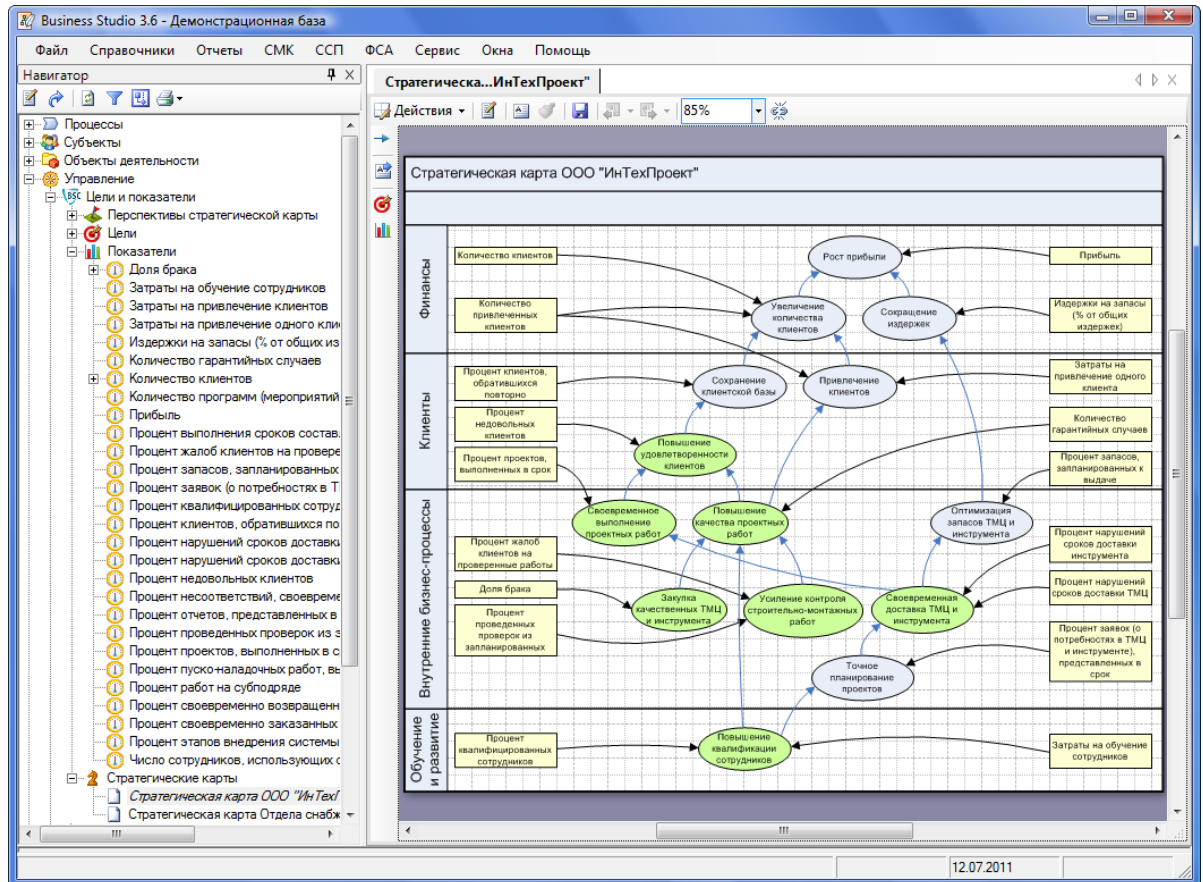 Business Studio 3.6 - Демонстрационная база
Файл Справочники Отчеты СМК ССП ФСА Сервис Окна Помощь
Навигатор
Процессы
Субъекты
Объекты деятельности
Управление
BSC Цели и показатели
Перспективы стратегической карты
Цели
Показатели
Доля брака
Затраты на обучение сотрудников
Затраты на привлечение клиентов
Затраты на привлечение одного кли
Издержки на запасы (% от общих из
Количество гарантийных случаев
Количество клиентов
Количество программ (мероприятий
Прибыль
Процент выполнения сроков состав.
Процент жалоб клиентов на провере
Процент запасов, запланированных
Процент заявок (о потребностях в Т
Процент квалифицированных сотруд
Процент клиентов, обратившихся по
Процент нарушений сроков доставки
Процент нарушений сроков доставки
Процент недовольных клиентов
Процент несоответствий, своевреме
Процент отчетов, представленных в
Процент проведенных проверок из з
Процент проектов, выполненных в с
Процент пуско-наладочных работ, вы
Процент работ на субподряде
Процент своевременно возвращенн
Процент своевременно заказанных
Процент этапов внедрения системы
Число сотрудников, использующих с
Стратегические карты
Стратегическая карта ООО "ИнТехП
Стратегическая карта Отдела снабж
Стратегическа...ИнТехПроект"
Действия 85%
Стратегическая карта ООО "ИнТехПроект"
Финансы
Количество клиентов
Рост прибыли
Прибыль
Количество
привлеченных
клиентов
Увеличение
количества
клиентов
Сокращение
издержек
Издержки на запасы
(% от общих
издержек)
Клиенты
Процент клиентов,
обратившихся
повторно
Сохранение
клиентской базы
Привлечение
клиентов
Затраты на
привлечение одного
клиента
Процент
недовольных
клиентов
Количество
гарантийных случаев
Повышение
удовлетворенности
клиентов
Процент проектов,
выполненных в срок
Процент запасов,
запланированных к
выдаче
Внутренние бизнес-процессы
Своевременное
выполнение
проектных работ
Повышение
качества проектных
работ
Оптимизация
запасов ТМЦ и
инструмента
Процент жалоб
клиентов на
проверенные работы
Процент нарушений
сроков доставки
инструмента
Доля брака
Закупка
качественных ТМЦ
и инструмента
Усиление контроля
строительно-монтажных
работ
Своевременная
доставка ТМЦ и
инструмента
Процент нарушений
сроков доставки ТМЦ
Процент
проведенных
проверок из
запланированных
Точное
планирование
проектов
Процент заявок (о
потребностях в ТМЦ
и инструменте),
представленных в
срок
Обучение
и развитие
Процент
квалифицированных
сотрудников
Повышение
квалификации
сотрудников
Затраты на обучение
сотрудников
12.07.2011